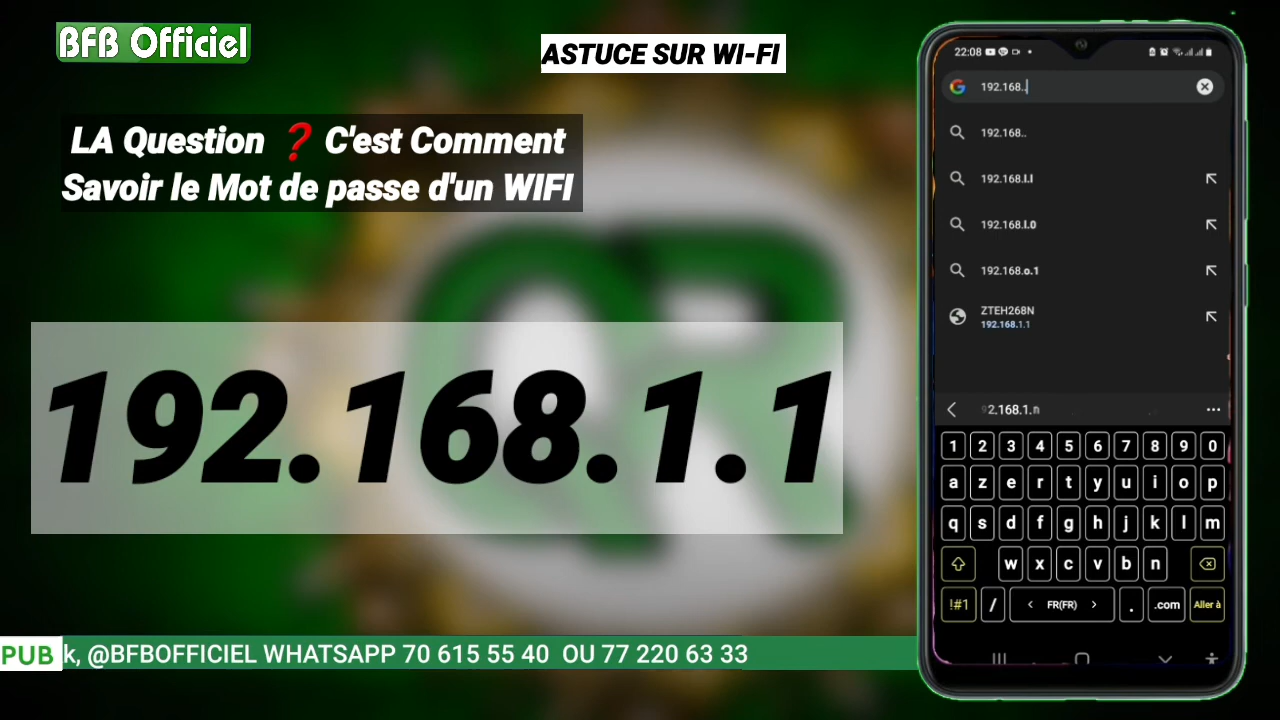 BFB Officiel
ASTUCE SUR WI-FI
LA Question ❓ C'est Comment
Savoir le Mot de passe d'un WIFI
192.168.1.1
PUB k, @BFBOFFICIEL WHATSAPP 70 615 55 40 OU 77 220 63 33
22:08
192.168..
192.168..
192.168.l.l
192.168.l.0
192.168.o.1
ZTEH268N
192.168.1.1
2.168.1.
1 2 3 4 5 6 7 8 9 0
a z e r t y u i o p
q s d f g h j k l m
w x c v b n
!#1 / < FR(FR) > . .com Aller à